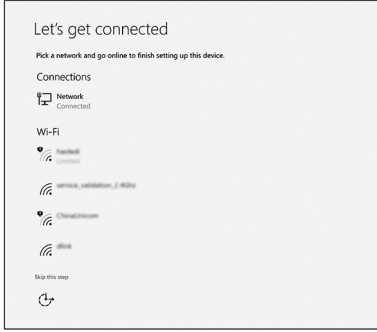 Let's get connected
Pick a network and go online to finish setting up this device.
Connections
Network
Connected
Wi-Fi
Limited
service_validation_2.4Ghz
ChinaUnicom
dlink
Skip this step